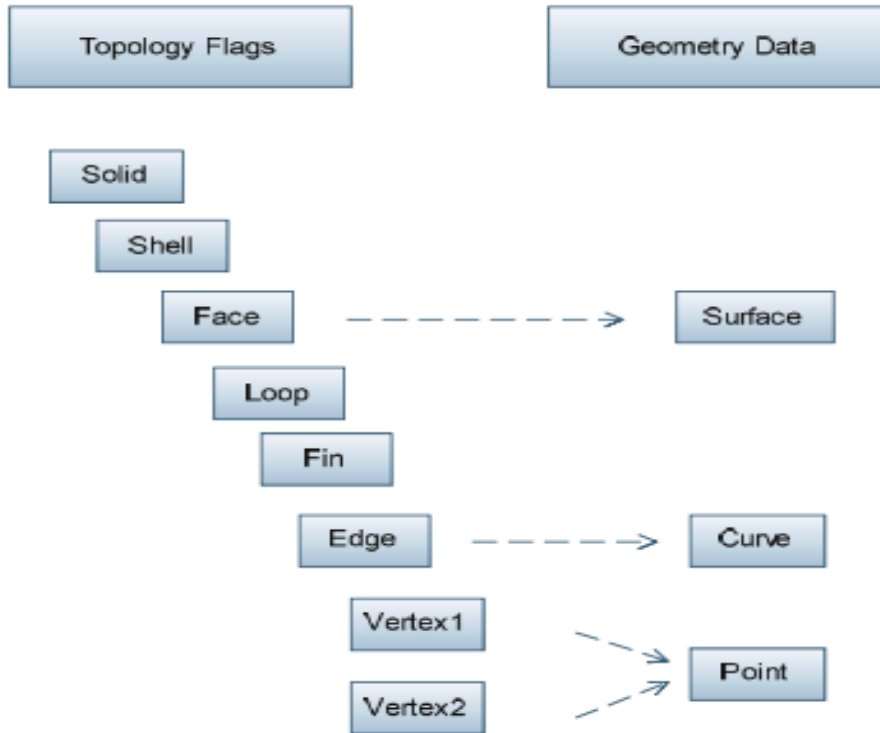 Topology Flags
Geometry Data
Solid
Shell
Face
Surface
Loop
Fin
Edge
Curve
Vertex1
Point
Vertex2